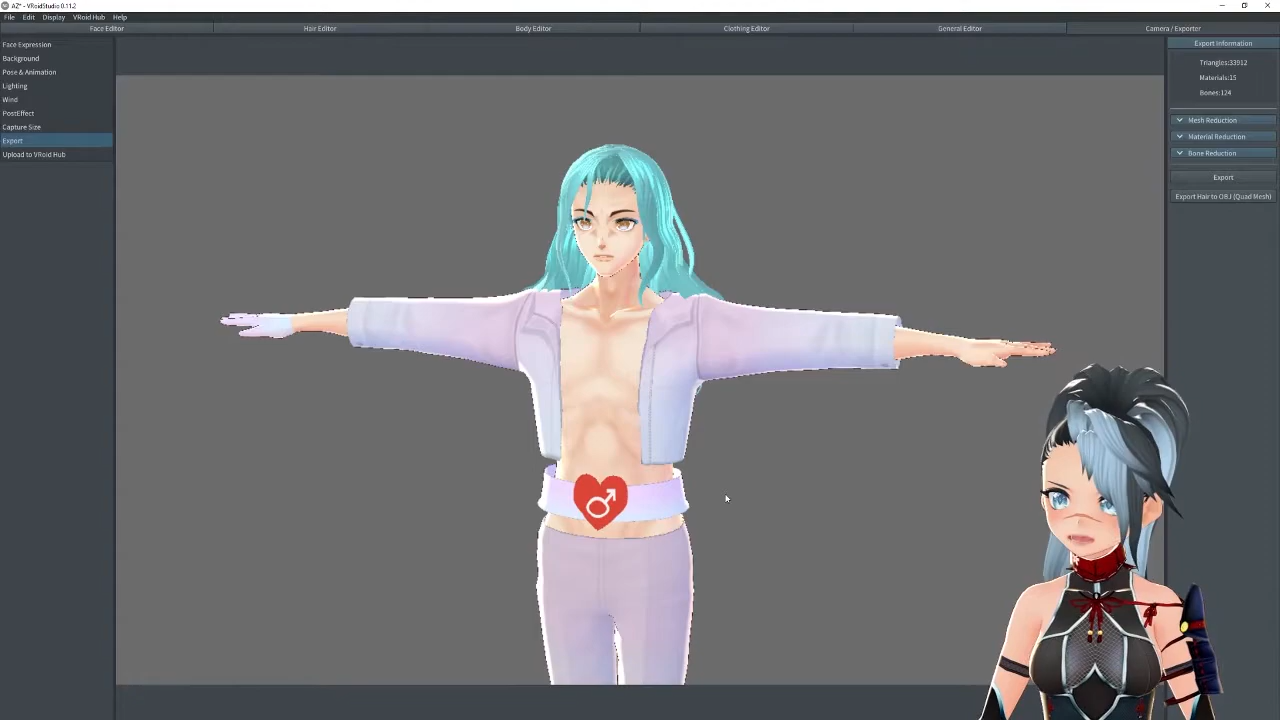 AZ* - VRoidStudio 0.11.2
File Edit Display VRoid Hub Help
Face Editor Hair Editor Body Editor Clothing Editor General Editor Camera / Exporter
Face Expression
Background
Pose & Animation
Lighting
Wind
PostEffect
Capture Size
Export
Upload to VRoid Hub
Export Information
Triangles:33912
Materials:15
Bones:124
Mesh Reduction
Material Reduction
Bone Reduction
Export
Export Hair to OBJ (Quad Mesh)